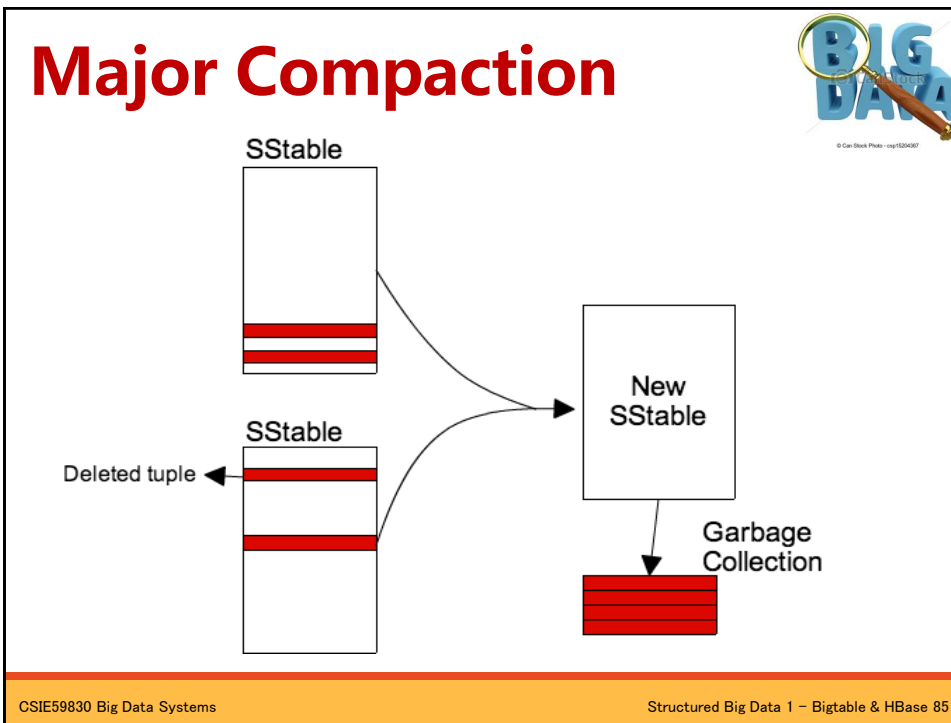 Major Compaction
BIG
DATA
© Can Stock Photo - csp15204367
SStable
SStable
Deleted tuple
New
SStable
Garbage
Collection
CSIE59830 Big Data Systems
Structured Big Data 1 – Bigtable & HBase 85